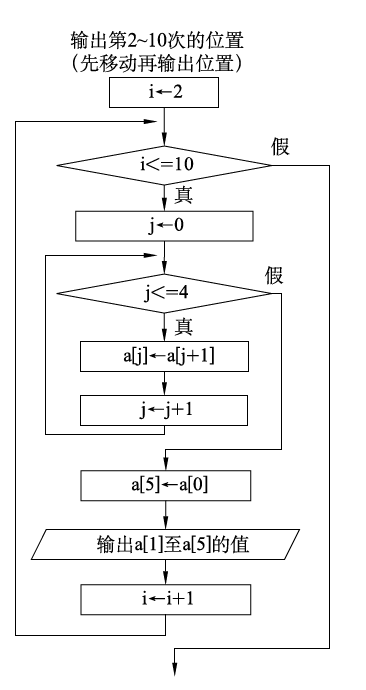 输出第2~10次的位置
（先移动再输出位置）
i←2
i<=10
假
真
j←0
j<=4
假
真
a[j]←a[j+1]
j←j+1
a[5]←a[0]
输出a[1]至a[5]的值
i←i+1